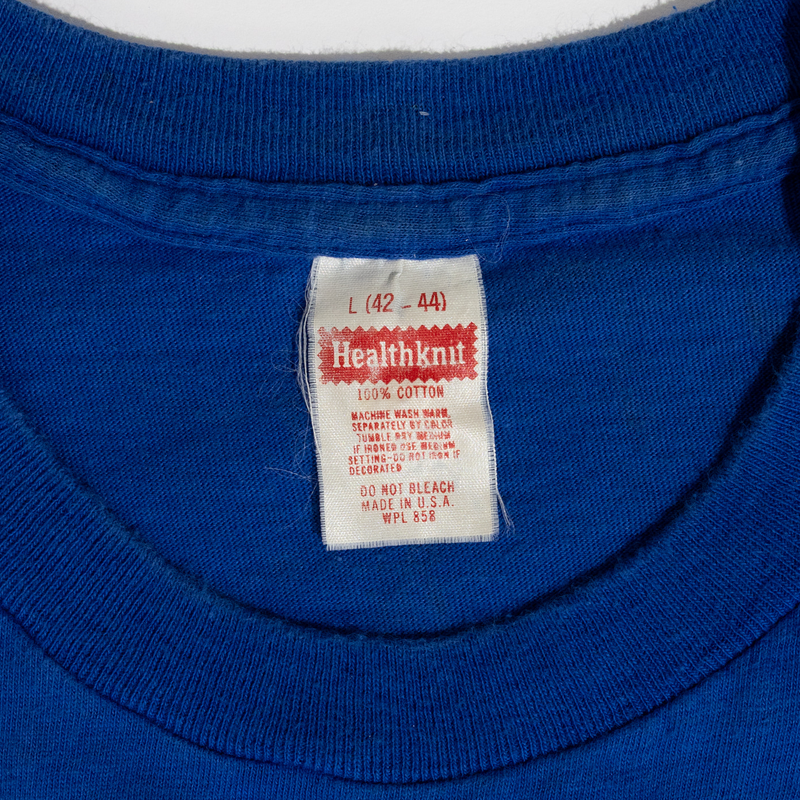 L (42 - 44)
Healthknit
100% COTTON
MACHINE WASH WARM,
SEPARATELY BY COLOR
TUMBLE DRY MEDIUM
IF IRONED USE MEDIUM
SETTING-DO NOT IRON IF
DECORATED
DO NOT BLEACH
MADE IN U.S.A.
WPL 858